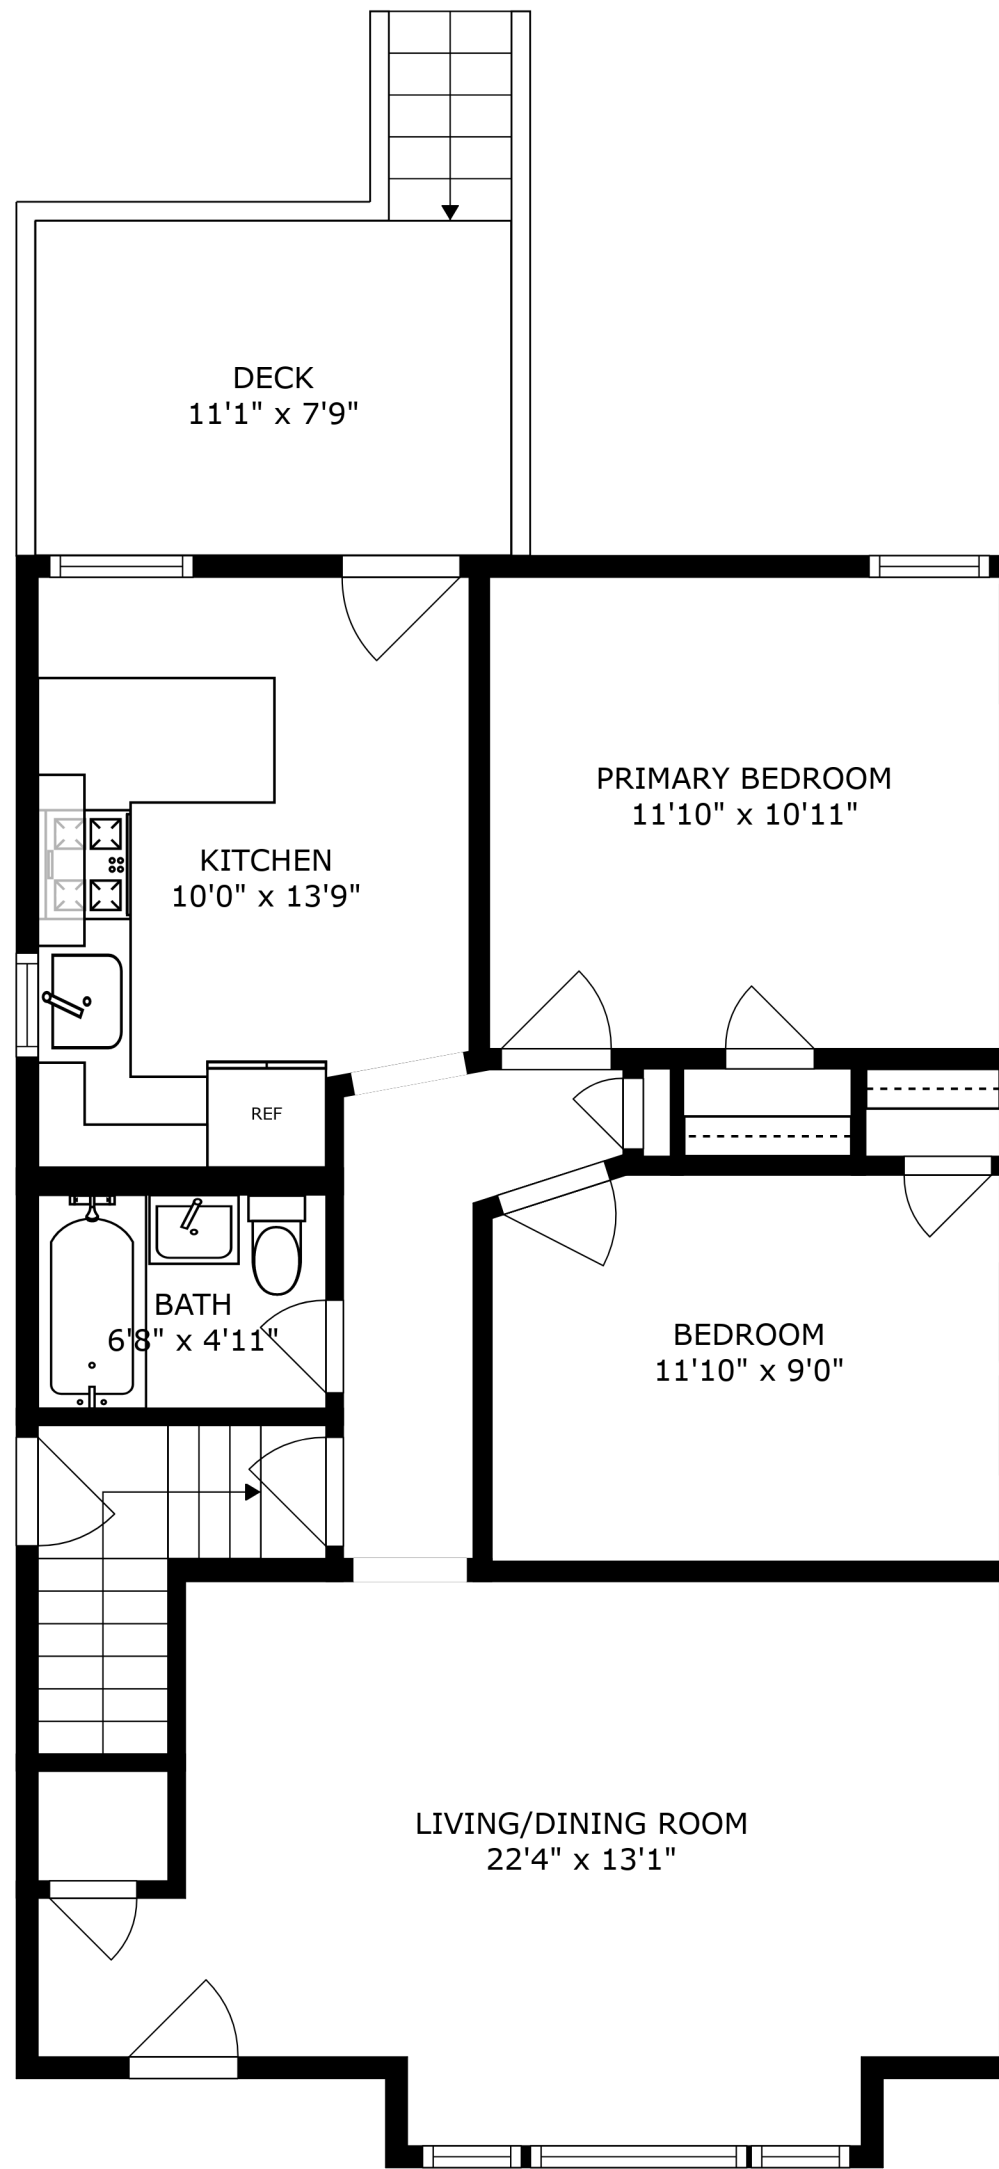 DECK
11'1" x 7'9"
PRIMARY BEDROOM
11'10" x 10'11"
KITCHEN
10'0" x 13'9"
REF
BATH
6'8" x 4'11"
BEDROOM
11'10" x 9'0"
LIVING/DINING ROOM
22'4" x 13'1"